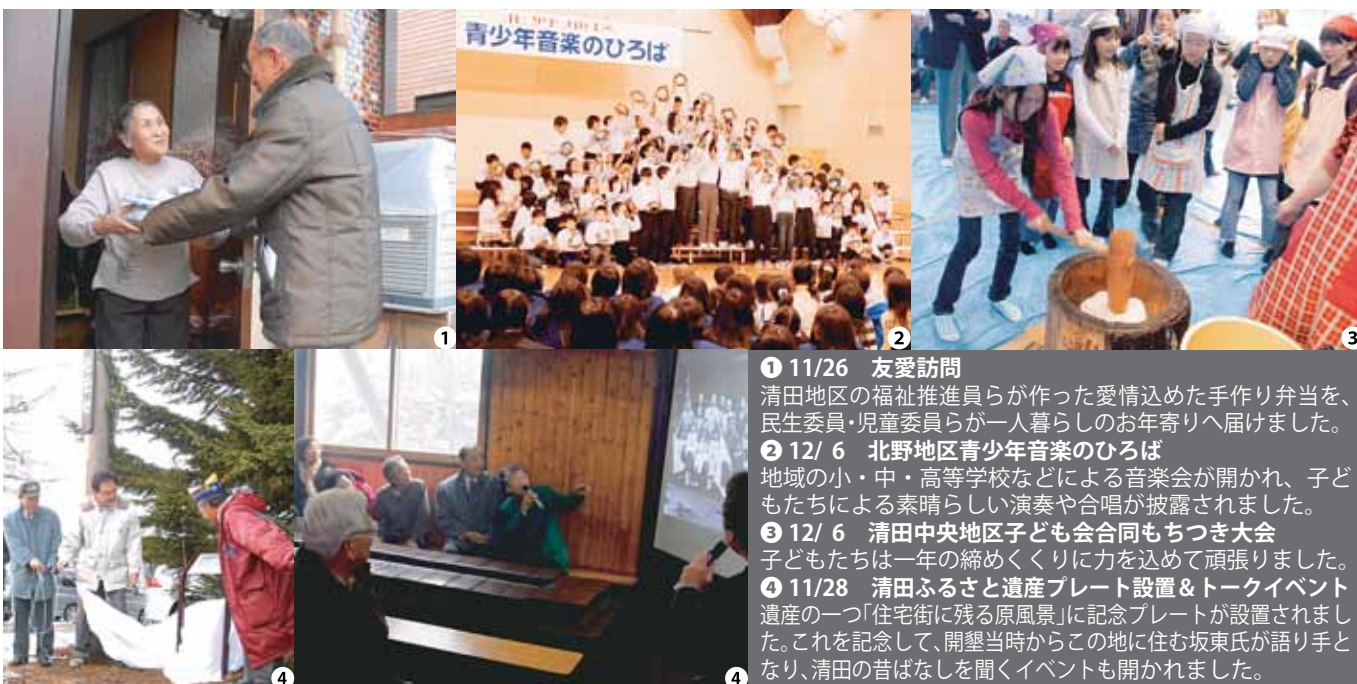 青少年音楽のひろば
1
2
3
4
4
❶ 11/26　友愛訪問
清田地区の福祉推進員らが作った愛情込めた手作り弁当を、
民生委員・児童委員らが一人暮らしのお年寄りへ届けました。
❷ 12/ 6　北野地区青少年音楽のひろば
地域の小・中・高等学校などによる音楽会が開かれ、子ど
もたちによる素晴らしい演奏や合唱が披露されました。
❸ 12/ 6　清田中央地区子ども会合同もちつき大会
子どもたちは一年の締めくくりに力を込めて頑張りました。
❹ 11/28　清田ふるさと遺産プレート設置＆トークイベント
遺産の一つ「住宅街に残る原風景」に記念プレートが設置されまし
た。これを記念して、開墾当時からこの地に住む坂東氏が語り手と
なり、清田の昔ばなしを聞くイベントも開かれました。